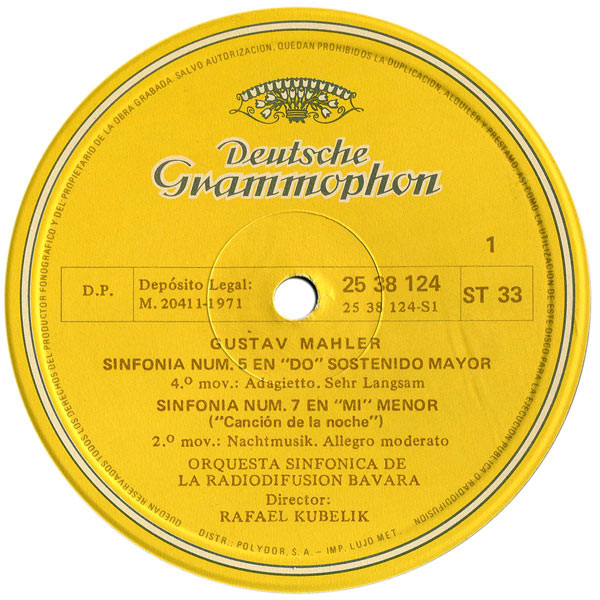 QUEDAN RESERVADOS TODOS LOS DERECHOS DEL PRODUCTOR FONOGRAFICO Y DEL PROPIETARIO DE LA OBRA GRABADA. SALVO AUTORIZACION, QUEDAN PROHIBIDOS LA DUPLICACION, ALQUILER Y PRESTAMO, ASI COMO LA UTILIZACION DE ESTE DISCO PARA LA EJECUCION PUBLICA O RADIODIFUSION
Deutsche
Grammophon
1
D.P.
Depósito Legal:
M. 20411-1971
25 38 124
25 38 124-S1
ST 33
GUSTAV MAHLER
SINFONIA NUM. 5 EN "DO" SOSTENIDO MAYOR
4.º mov.: Adagietto. Sehr Langsam
SINFONIA NUM. 7 EN "MI" MENOR
("Canción de la noche")
2.º mov.: Nachtmusik. Allegro moderato
ORQUESTA SINFONICA DE
LA RADIODIFUSION BAVARA
Director:
RAFAEL KUBELIK
DISTR.: POLYDOR, S. A. – IMP. LUJO MET.